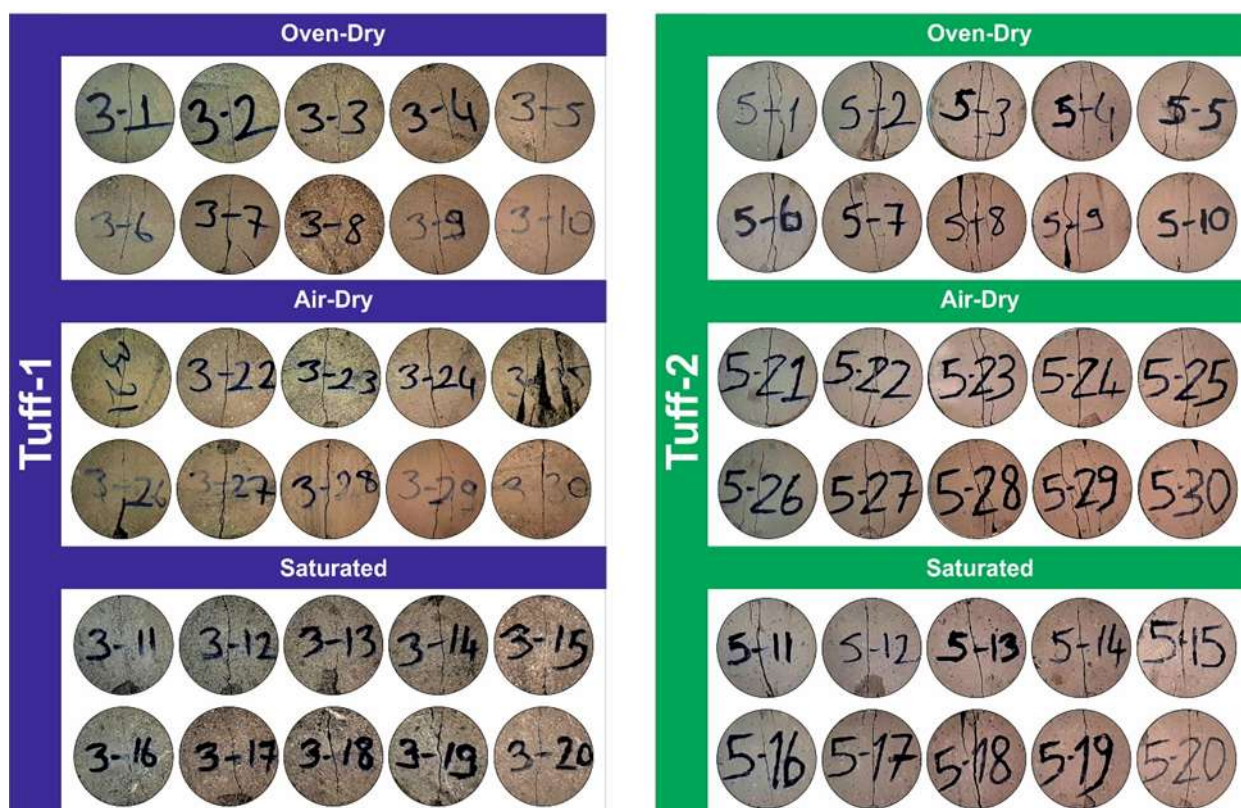 Tuff-1
Oven-Dry
3-1 3-2 3-3 3-4 3-5
3-6 3-7 3-8 3-9 3-10
Air-Dry
3-21 3-22 3-23 3-24
3-26 3-27 3-28 3-29 3-30
Saturated
3-11 3-12 3-13 3-14 3-15
3-16 3-17 3-18 3-19 3-20
Tuff-2
Oven-Dry
5-1 5-2 5-3 5-4 5-5
5-6 5-7 5-8 5-9 5-10
Air-Dry
5-21 5-22 5-23 5-24 5-25
5-26 5-27 5-28 5-29 5-30
Saturated
5-11 5-12 5-13 5-14 5-15
5-16 5-17 5-18 5-19 5-20